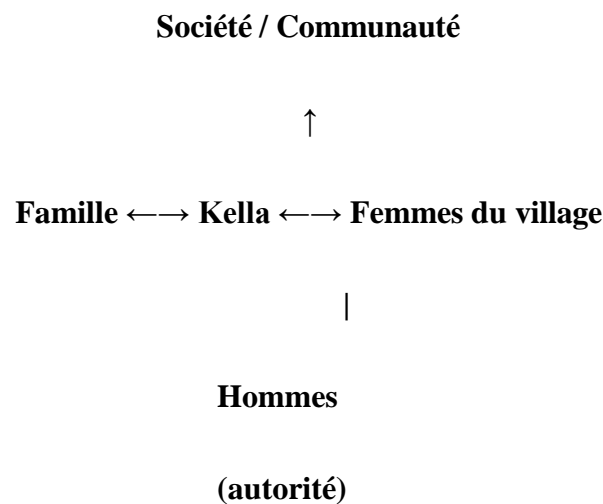 Société / Communauté
↑
Famille ←→ Kella ←→ Femmes du village
|
Hommes
(autorité)